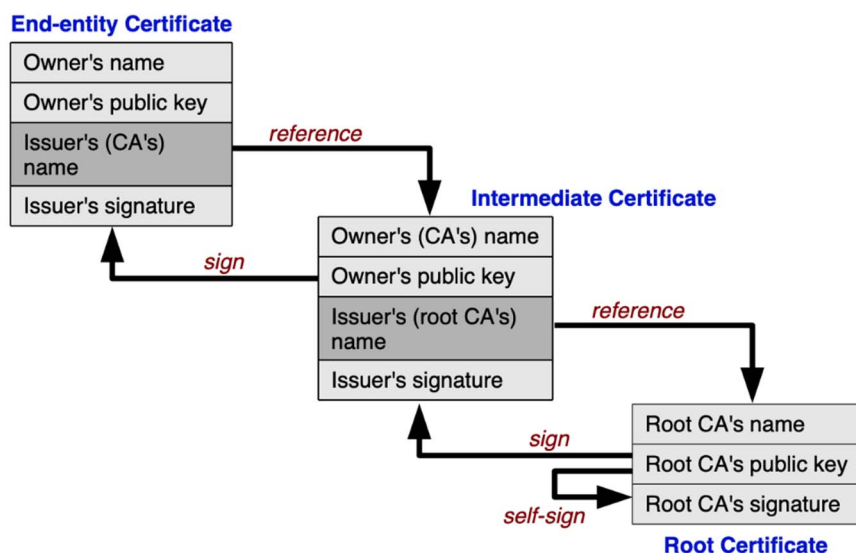 End-entity Certificate
Owner's name
Owner's public key
Issuer's (CA's)
name
Issuer's signature
reference
sign
Intermediate Certificate
Owner's (CA's) name
Owner's public key
Issuer's (root CA's)
name
Issuer's signature
reference
sign
self-sign
Root CA's name
Root CA's public key
Root CA's signature
Root Certificate